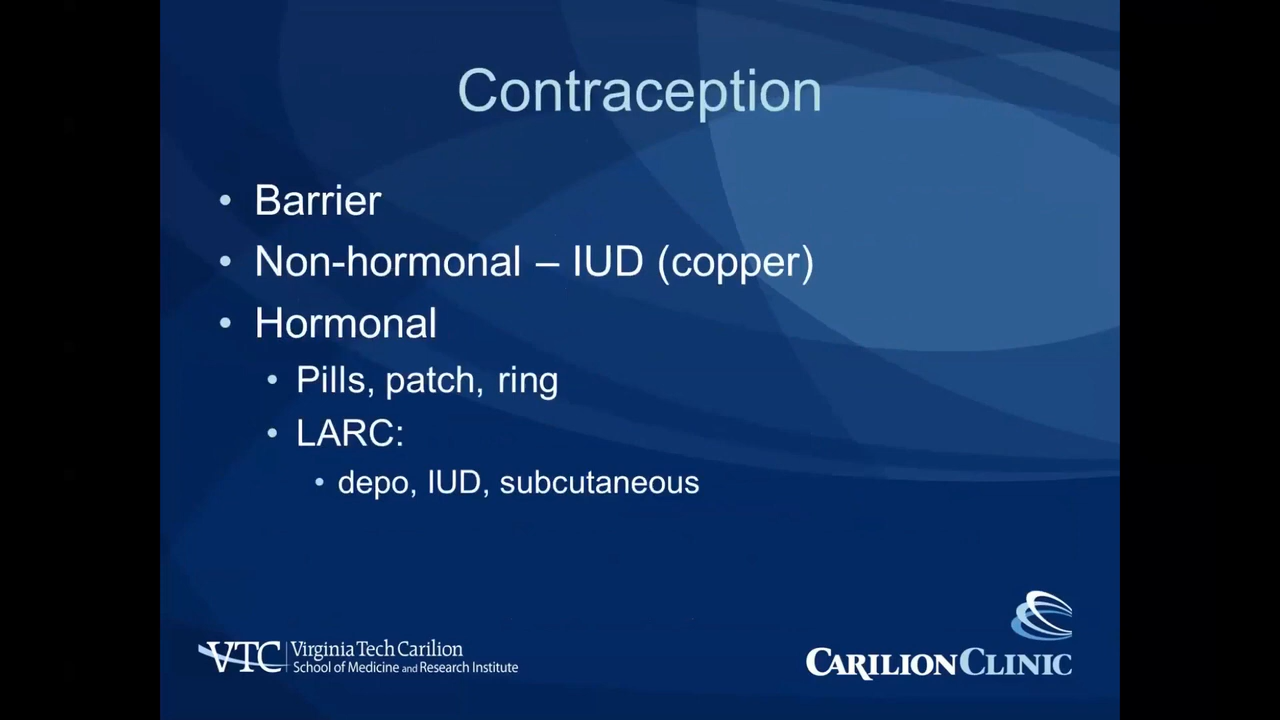 Contraception
• Barrier
• Non-hormonal – IUD (copper)
• Hormonal
• Pills, patch, ring
• LARC:
• depo, IUD, subcutaneous
VTC Virginia Tech Carilion
School of Medicine and Research Institute
CARILION CLINIC